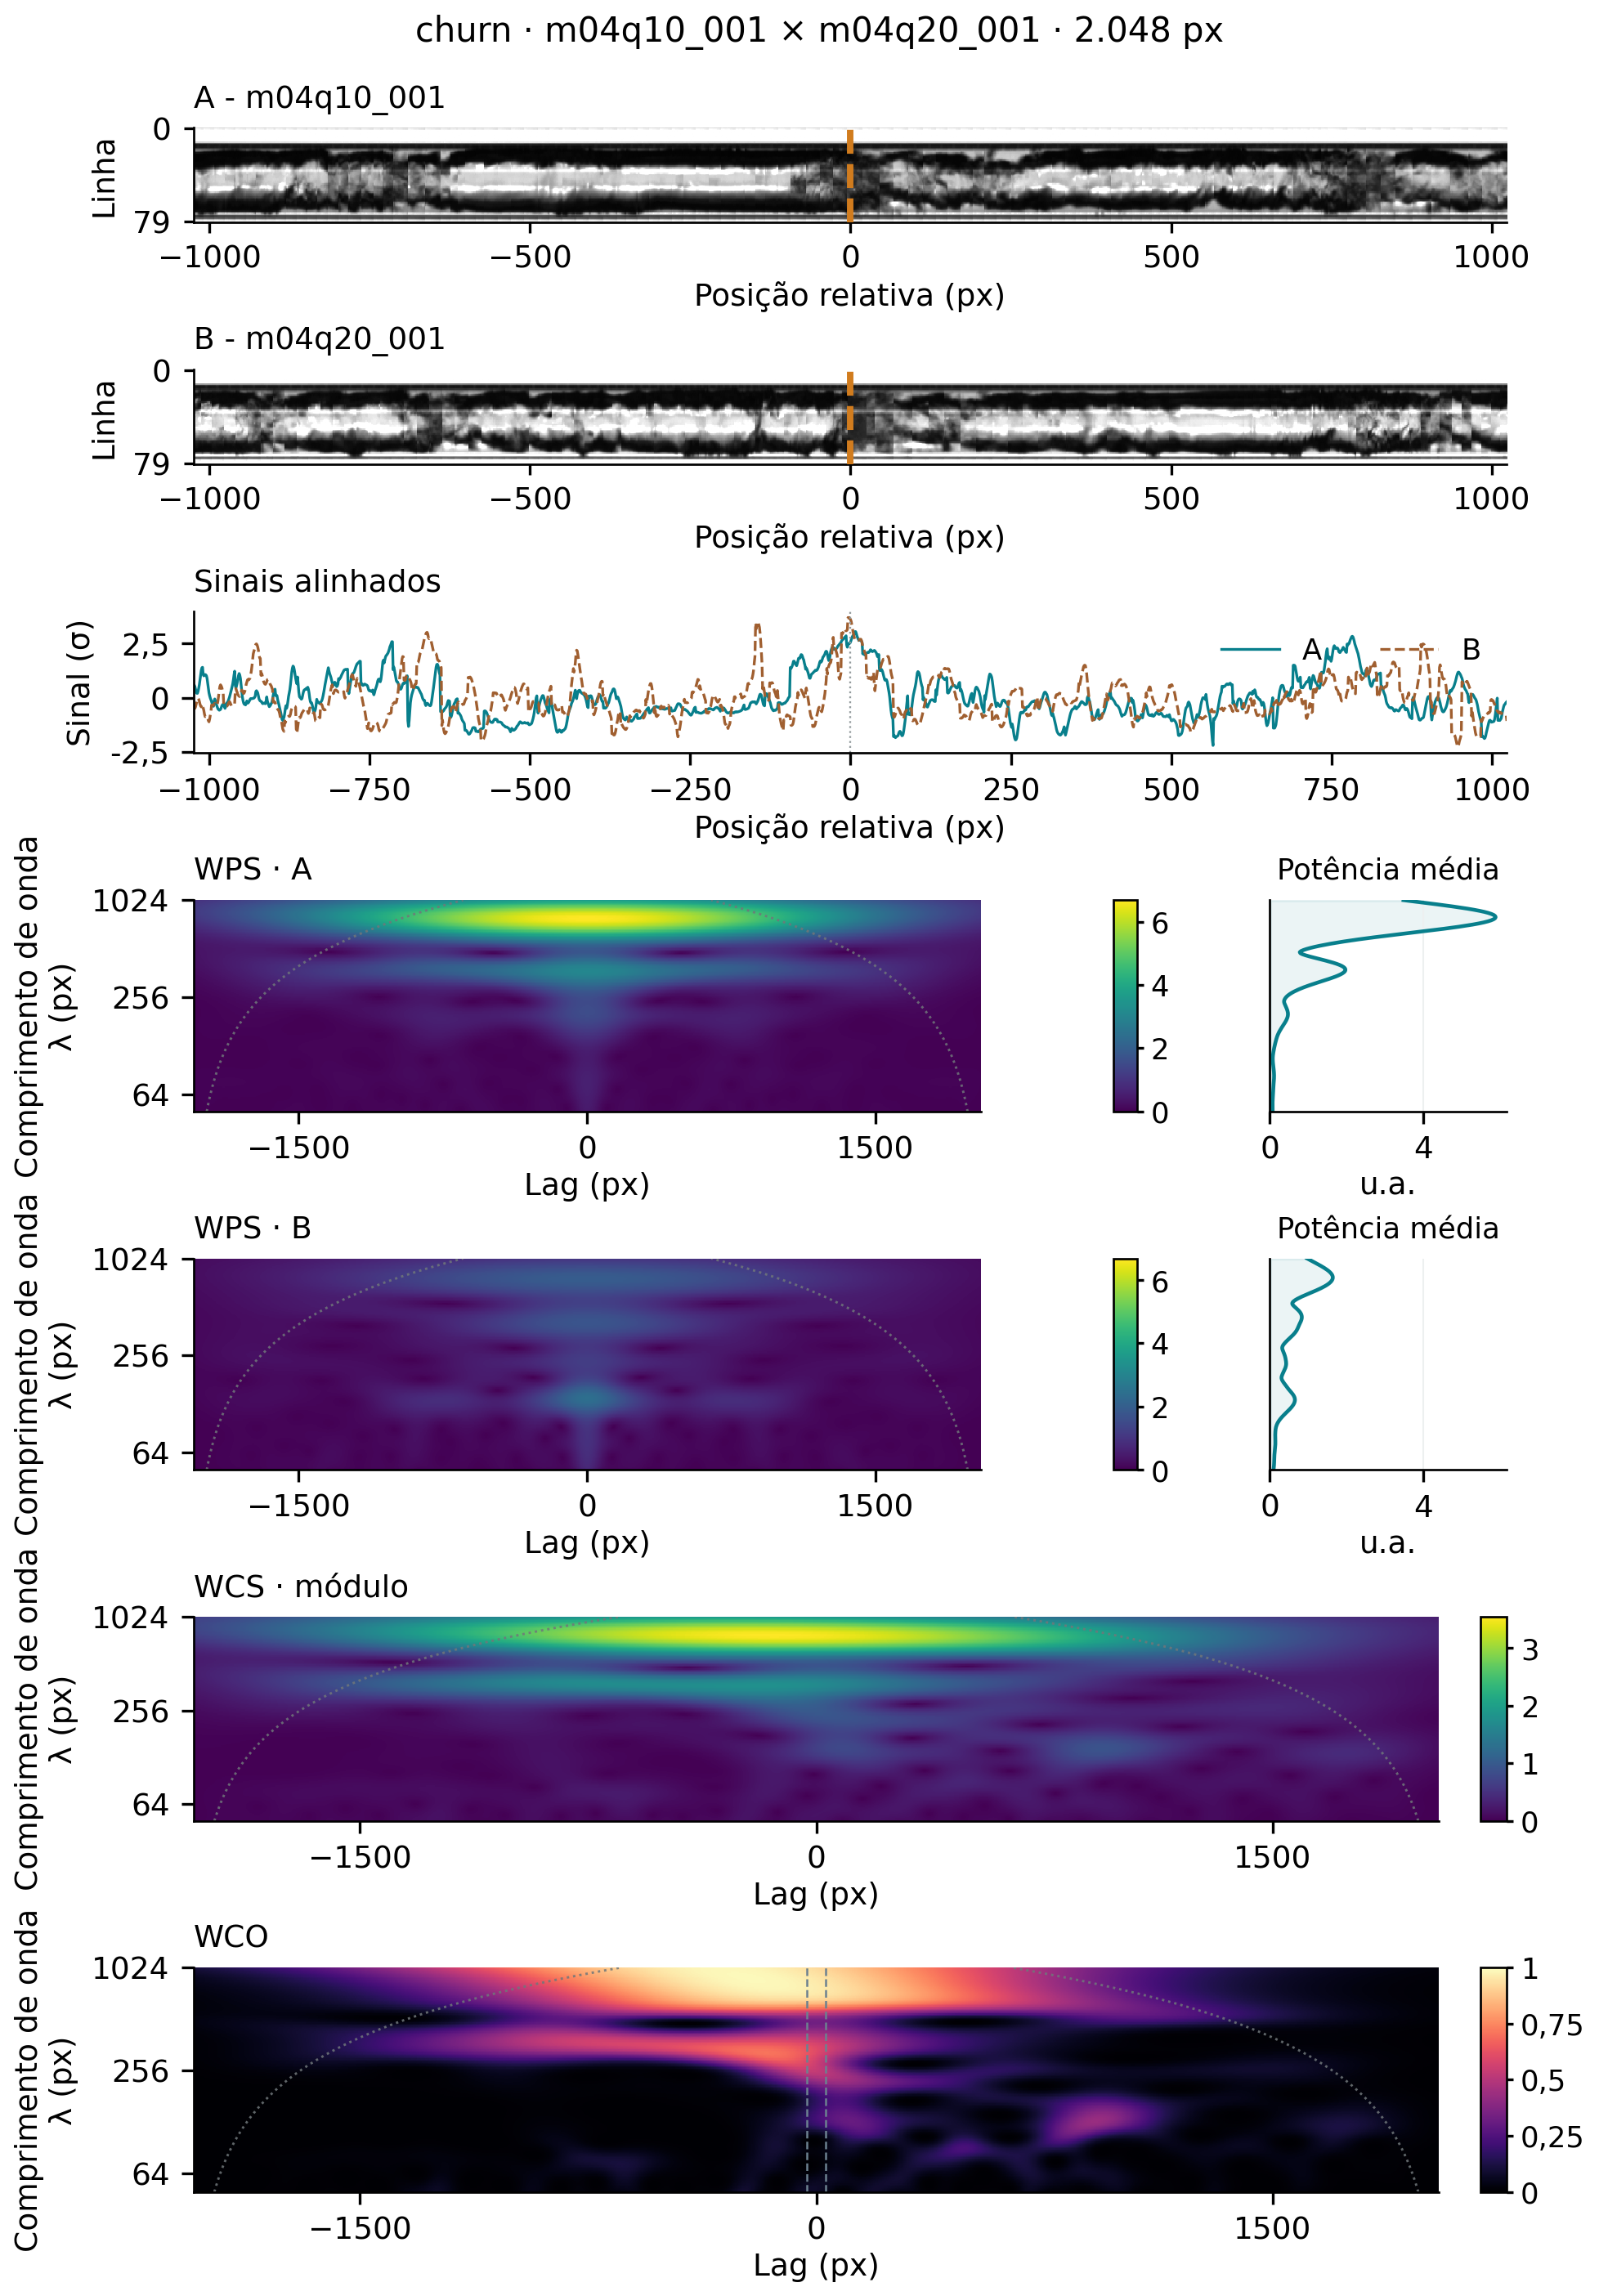 churn · m04q10_001 × m04q20_001 · 2.048 px
A - m04q10_001
Linha
0
79
−1000 −500 0 500 1000
Posição relativa (px)
B - m04q20_001
Linha
0
79
−1000 −500 0 500 1000
Posição relativa (px)
Sinais alinhados
Sinal (σ)
2,5
0
-2,5
A B
−1000 −750 −500 −250 0 250 500 750 1000
Posição relativa (px)
WPS · A
Comprimento de onda
λ (px)
1024
256
64
−1500 0 1500
Lag (px)
6
4
2
0
Potência média
0 4
u.a.
WPS · B
Comprimento de onda
λ (px)
1024
256
64
−1500 0 1500
Lag (px)
6
4
2
0
Potência média
0 4
u.a.
WCS · módulo
Comprimento de onda
λ (px)
1024
256
64
−1500 0 1500
Lag (px)
3
2
1
0
WCO
Comprimento de onda
λ (px)
1024
256
64
−1500 0 1500
Lag (px)
1
0,75
0,5
0,25
0